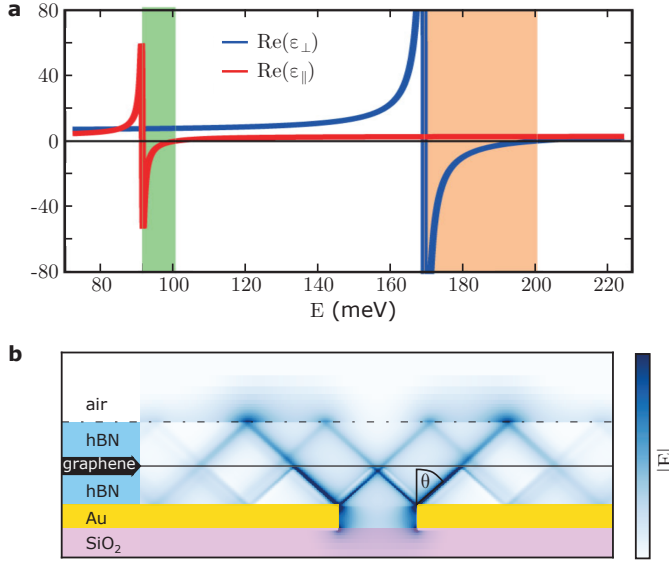 a
80
40
0
-40
-80
Re(ε⊥)
Re(ε∥)
80 100 120 140 160 180 200 220
E (meV)
b
air
hBN
graphene
hBN
Au
SiO₂
θ
|E|